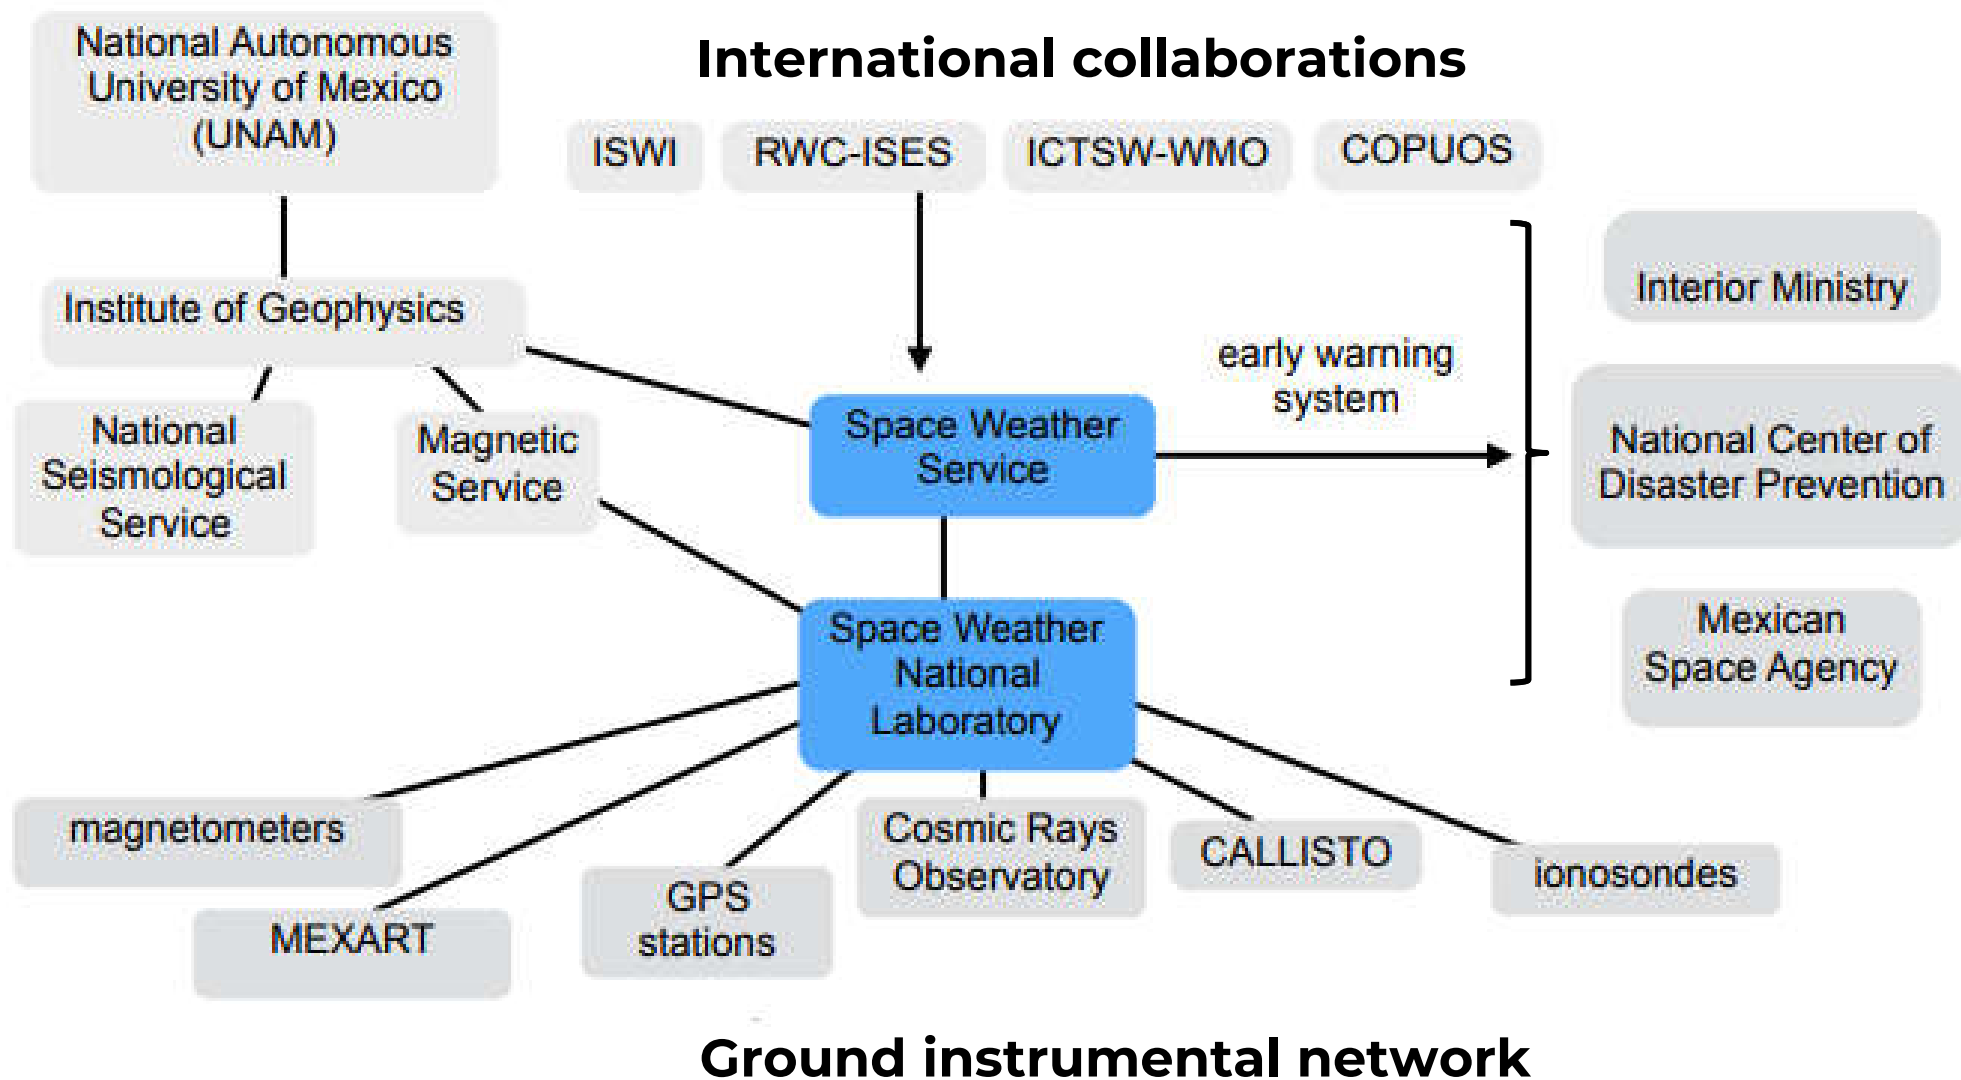 National Autonomous
University of Mexico
(UNAM)
International collaborations
ISWI
RWC-ISES
ICTSW-WMO
COPUOS
Interior Ministry
Institute of Geophysics
early warning
system
National
Seismological
Service
Magnetic
Service
Space Weather
Service
National Center of
Disaster Prevention
Space Weather
National
Laboratory
Mexican
Space Agency
magnetometers
MEXART
GPS
stations
Cosmic Rays
Observatory
CALLISTO
ionosondes
Ground instrumental network